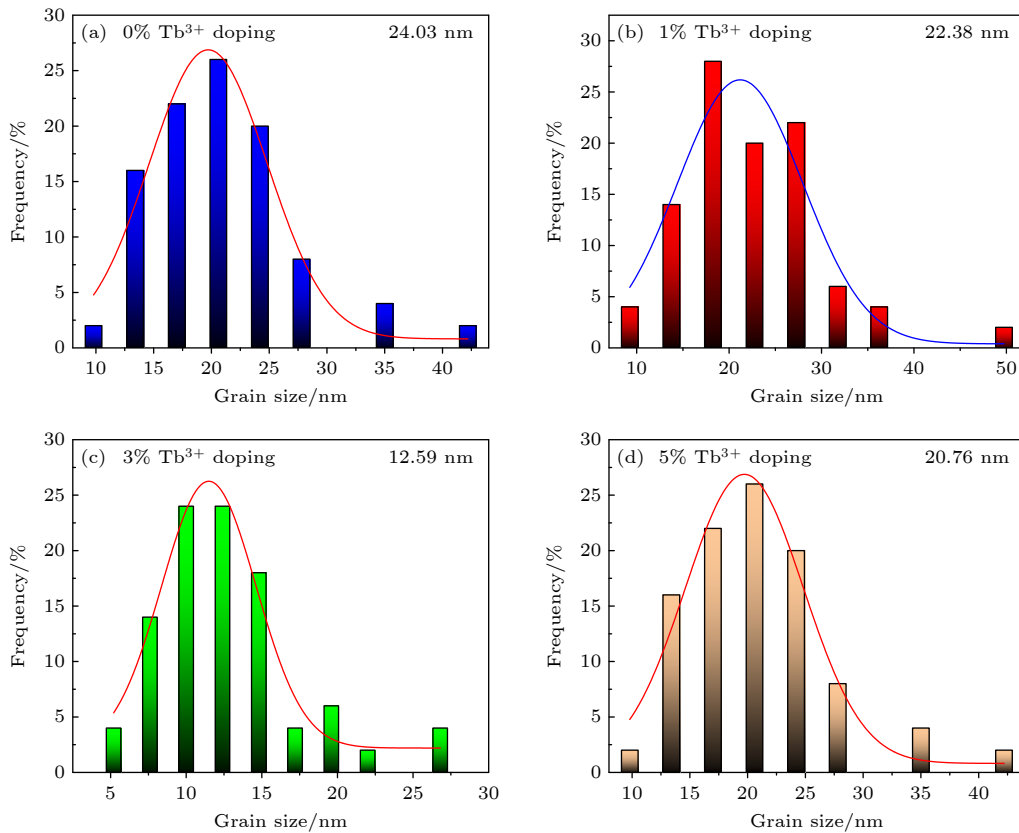 (a) 0% Tb³⁺ doping 24.03 nm
30
25
20
15
10
5
0
Frequency/%
10 15 20 25 30 35 40
Grain size/nm
(b) 1% Tb³⁺ doping 22.38 nm
30
25
20
15
10
5
0
Frequency/%
10 20 30 40 50
Grain size/nm
(c) 3% Tb³⁺ doping 12.59 nm
30
25
20
15
10
5
0
Frequency/%
5 10 15 20 25 30
Grain size/nm
(d) 5% Tb³⁺ doping 20.76 nm
30
25
20
15
10
5
0
Frequency/%
10 15 20 25 30 35 40
Grain size/nm